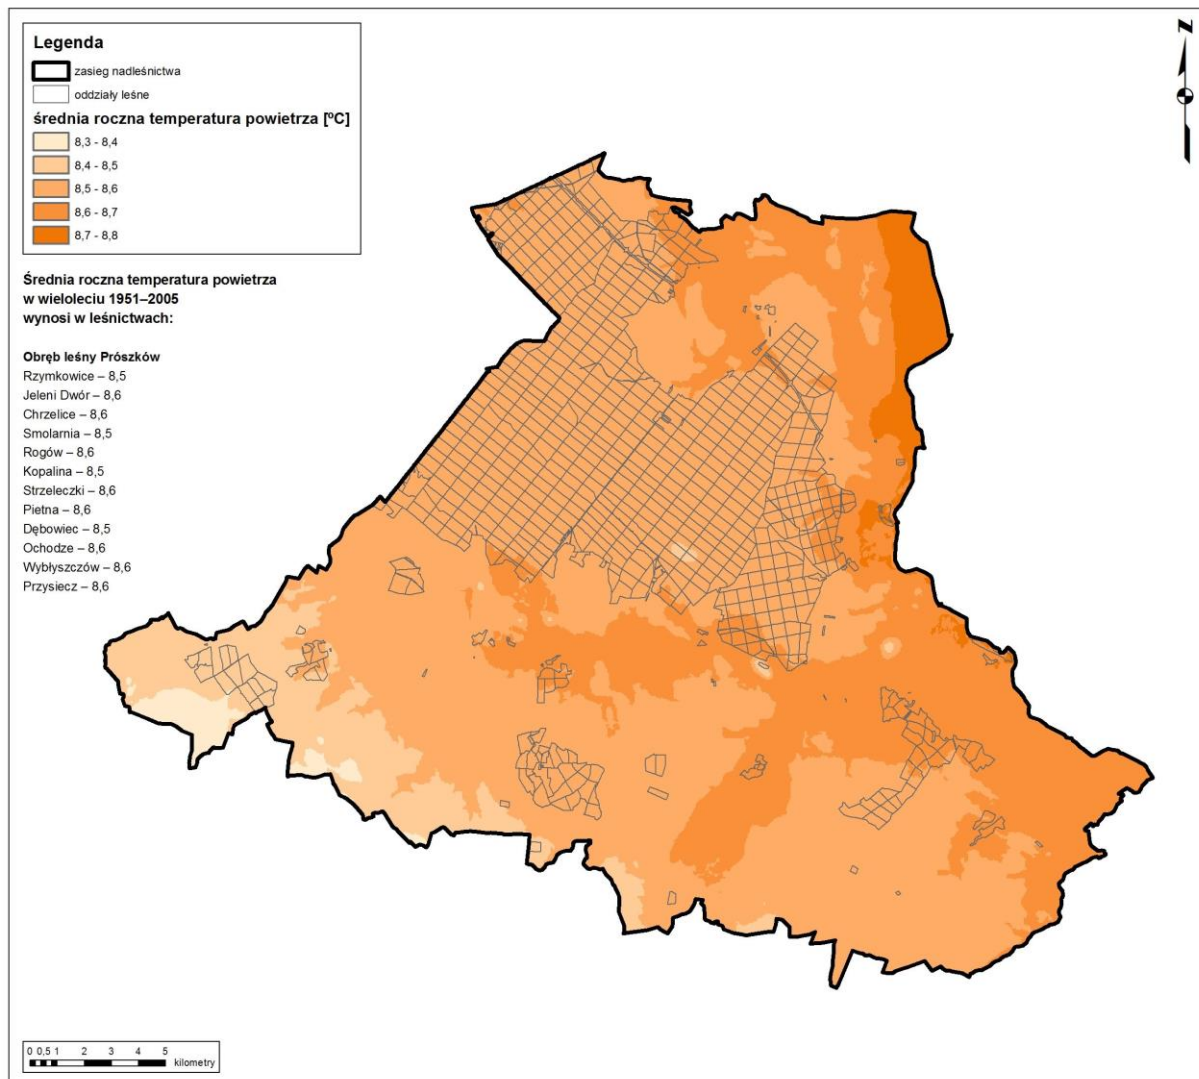 Legenda
zasieg nadleśnictwa
oddziały leśne
średnia roczna temperatura powietrza [ºC]
8,3 - 8,4
8,4 - 8,5
8,5 - 8,6
8,6 - 8,7
8,7 - 8,8
Średnia roczna temperatura powietrza
w wieloleciu 1951–2005
wynosi w leśnictwach:
Obręb leśny Prószków
Rzymkowice – 8,5
Jeleni Dwór – 8,6
Chrzelice – 8,6
Smolarnia – 8,5
Rogów – 8,6
Kopalina – 8,5
Strzeleczki – 8,6
Pietna – 8,6
Dębowiec – 8,5
Ochodze – 8,6
Wybłyszczów – 8,6
Przysiecz – 8,6
N
0 0,5 1 2 3 4 5
kilometry